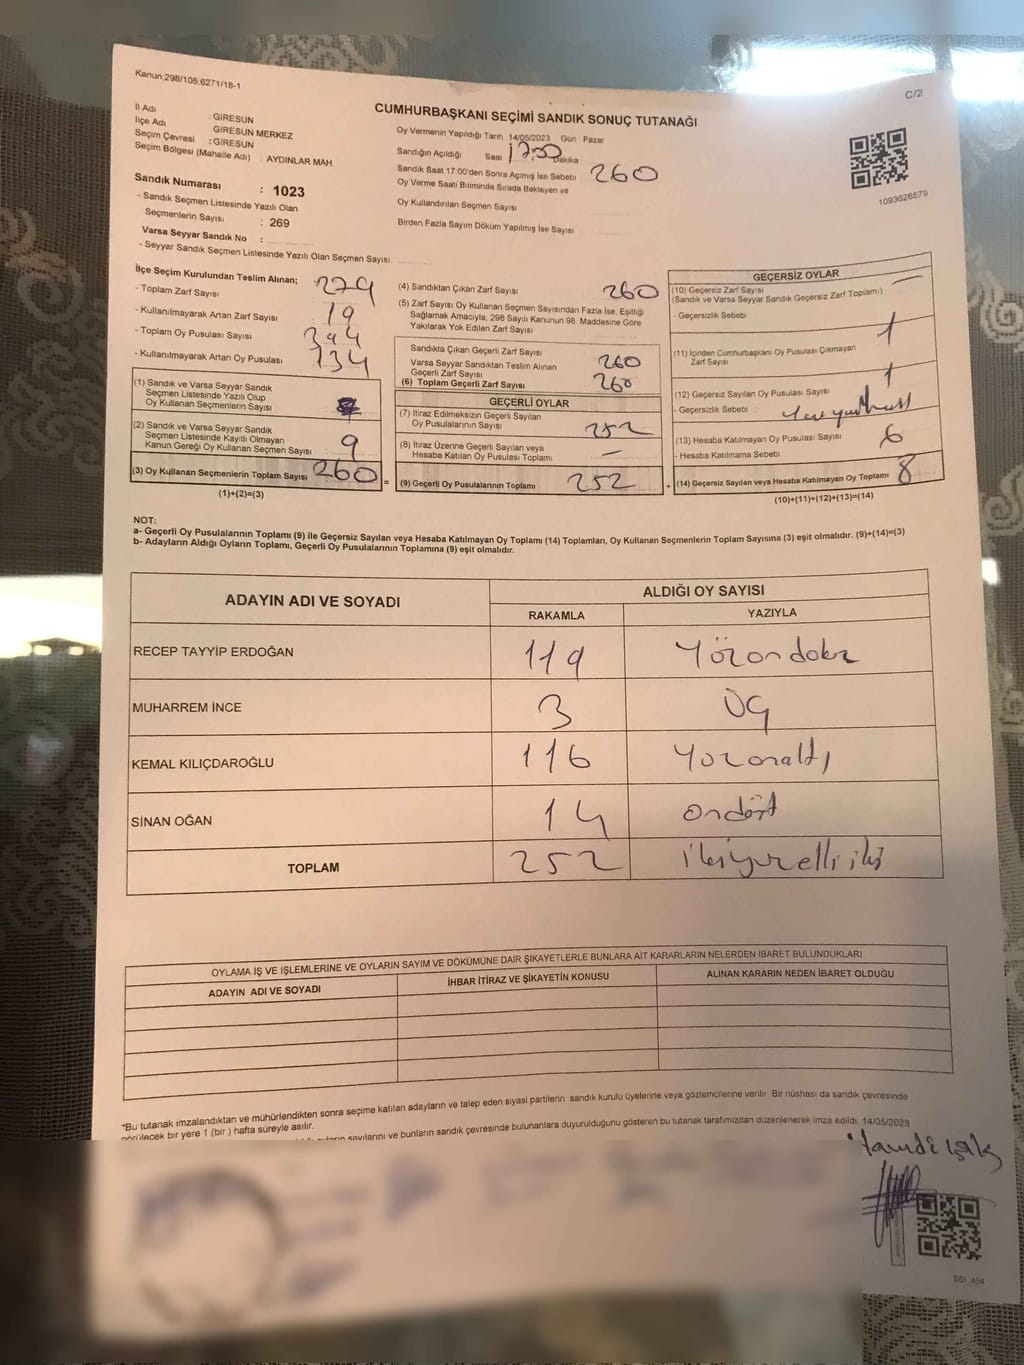 Kanun;298/105,6271/18-1
C/2
CUMHURBAŞKANI SEÇİMİ SANDIK SONUÇ TUTANAĞI
İl Adı : GİRESUN
İlçe Adı : GİRESUN MERKEZ
Seçim Çevresi : GİRESUN
Seçim Bölgesi (Mahalle Adı) : AYDINLAR MAH.
Sandık Numarası : 1023
- Sandık Seçmen Listesinde Yazılı Olan
Seçmenlerin Sayısı : 269
Varsa Seyyar Sandık No :
- Seyyar Sandık Seçmen Listesinde Yazılı Olan Seçmen Sayısı
Oy Vermenin Yapıldığı Tarih 14/05/2023 Gün : Pazar
Sandığın Açıldığı Saat 17:50 Dakika
Sandık Saat 17:00'den Sonra Açılmış İse Sebebi 260
Oy Verme Saati Bitiminde Sırada Bekleyen ve
Oy Kullandırılan Seçmen Sayısı
Birden Fazla Sayım Döküm Yapılmış İse Sayısı
1093626579
İlçe Seçim Kurulundan Teslim Alınan;
- Toplam Zarf Sayısı 279
- Kullanılmayarak Artan Zarf Sayısı 19
- Toplam Oy Pusulası Sayısı 394
- Kullanılmayarak Artan Oy Pusulası 134
(1) Sandık ve Varsa Seyyar Sandık
Seçmen Listesinde Yazılı Olup
Oy Kullanan Seçmenlerin Sayısı
(2) Sandık ve Varsa Seyyar Sandık
Seçmen Listesinde Kayıtlı Olmayan
Kanun Gereği Oy Kullanan Seçmen Sayısı 9
(3) Oy Kullanan Seçmenlerin Toplam Sayısı 260
(1)+(2)=(3)
(4) Sandıktan Çıkan Zarf Sayısı 260
(5) Zarf Sayısı Oy Kullanan Seçmen Sayısından Fazla İse, Eşitliği
Sağlamak Amacıyla, 298 Sayılı Kanunun 98. Maddesine Göre
Yakılarak Yok Edilen Zarf Sayısı
Sandıkta Çıkan Geçerli Zarf Sayısı 260
Varsa Seyyar Sandıktan Teslim Alınan
Geçerli Zarf Sayısı
(6) Toplam Geçerli Zarf Sayısı 260
GEÇERLİ OYLAR
(7) İtiraz Edilmeksizin Geçerli Sayılan
Oy Pusulalarının Sayısı 252
(8) İtiraz Üzerine Geçerli Sayılan veya
Hesaba Katılan Oy Pusulası Toplamı –
= (9) Geçerli Oy Pusulalarının Toplamı 252
GEÇERSİZ OYLAR
(10) Geçersiz Zarf Sayısı –
(Sandık ve Varsa Seyyar Sandık Geçersiz Zarf Toplamı)
- Geçersizlik Sebebi
1
(11) İçinden Cumhurbaşkanı Oy Pusulası Çıkmayan
Zarf Sayısı
1
(12) Geçersiz Sayılan Oy Pusulası Sayısı
- Geçersizlik Sebebi
(13) Hesaba Katılmayan Oy Pusulası Sayısı 6
- Hesaba Katılmama Sebebi
+ (14) Geçersiz Sayılan veya Hesaba Katılmayan Oy Toplamı 8
(10)+(11)+(12)+(13)=(14)
NOT:
a- Geçerli Oy Pusulalarının Toplamı (9) ile Geçersiz Sayılan veya Hesaba Katılmayan Oy Toplamı (14) Toplamları, Oy Kullanan Seçmenlerin Toplam Sayısına (3) eşit olmalıdır. (9)+(14)=(3)
b- Adayların Aldığı Oyların Toplamı, Geçerli Oy Pusulalarının Toplamına (9) eşit olmalıdır.
ADAYIN ADI VE SOYADI
ALDIĞI OY SAYISI
RAKAMLA YAZIYLA
RECEP TAYYİP ERDOĞAN 119 Yüzondokuz
MUHARREM İNCE 3 ÜÇ
KEMAL KILIÇDAROĞLU 116 Yüzonaltı
SİNAN OĞAN 14 ondört
TOPLAM 252 ikiyüzelliiki
OYLAMA İŞ VE İŞLEMLERİNE VE OYLARIN SAYIM VE DÖKÜMÜNE DAİR ŞİKAYETLERLE BUNLARA AİT KARARLARIN NELERDEN İBARET BULUNDUKLARI
ADAYIN ADI VE SOYADI İHBAR İTİRAZ VE ŞİKAYETİN KONUSU ALINAN KARARIN NEDEN İBARET OLDUĞU
*Bu tutanak imzalandıktan ve mühürlendikten sonra seçime katılan adayların ve talep eden siyasi partilerin sandık kurulu üyelerine veya gözlemcilerine verilir. Bir nüshası da sandık çevresinde
görülecek bir yere 1 (bir) hafta süreyle asılır.
sayılarını ve bunların sandık çevresinde bulunanlara duyurulduğunu gösteren bu tutanak tarafımızdan düzenlenerek imza edildi. 14/05/2023